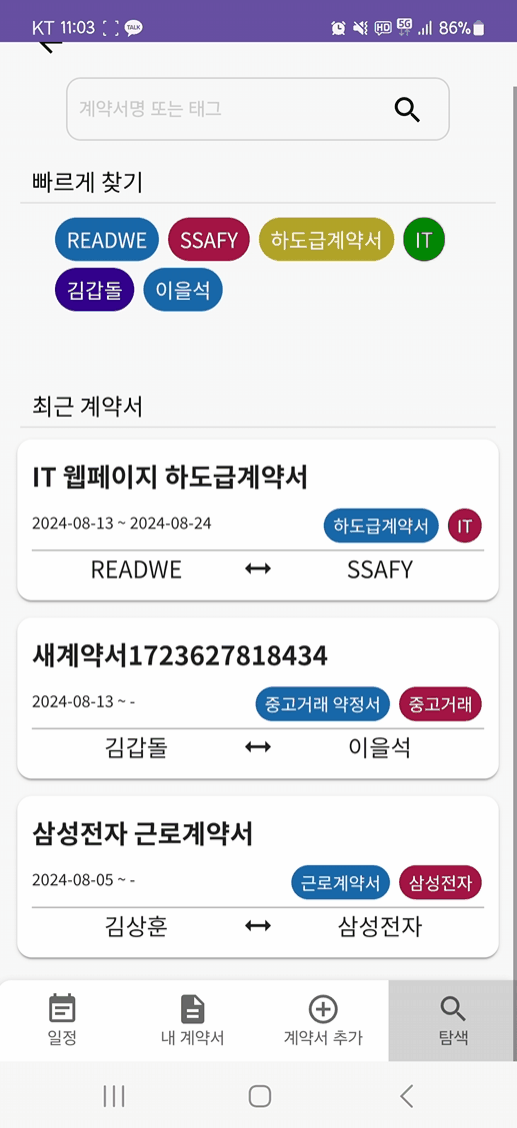 KT 11:03 TALK HD 5G 86%
계약서명 또는 태그
빠르게 찾기
READWE SSAFY 하도급계약서 IT
김갑돌 이을석
최근 계약서
IT 웹페이지 하도급계약서
2024-08-13 ~ 2024-08-24 하도급계약서 IT
READWE SSAFY
새계약서1723627818434
2024-08-13 ~ - 중고거래 약정서 중고거래
김갑돌 이을석
삼성전자 근로계약서
2024-08-05 ~ - 근로계약서 삼성전자
김상훈 삼성전자
일정 내 계약서 계약서 추가 탐색